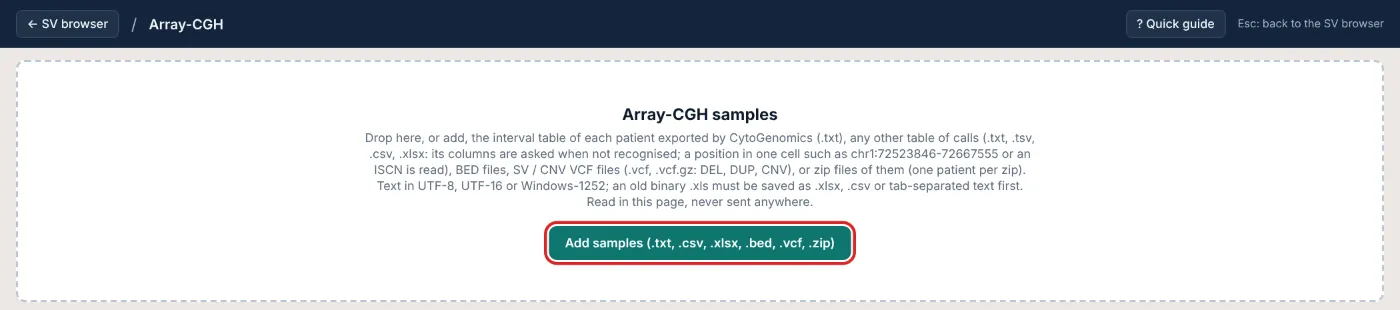 ← SV browser / Array-CGH ? Quick guide Esc: back to the SV browser
Array-CGH samples
Drop here, or add, the interval table of each patient exported by CytoGenomics (.txt), any other table of calls (.txt, .tsv,
.csv, .xlsx: its columns are asked when not recognised; a position in one cell such as chr1:72523846-72667555 or an
ISCN is read), BED files, SV / CNV VCF files (.vcf, .vcf.gz: DEL, DUP, CNV), or zip files of them (one patient per zip).
Text in UTF-8, UTF-16 or Windows-1252; an old binary .xls must be saved as .xlsx, .csv or tab-separated text first.
Read in this page, never sent anywhere.
Add samples (.txt, .csv, .xlsx, .bed, .vcf, .zip)